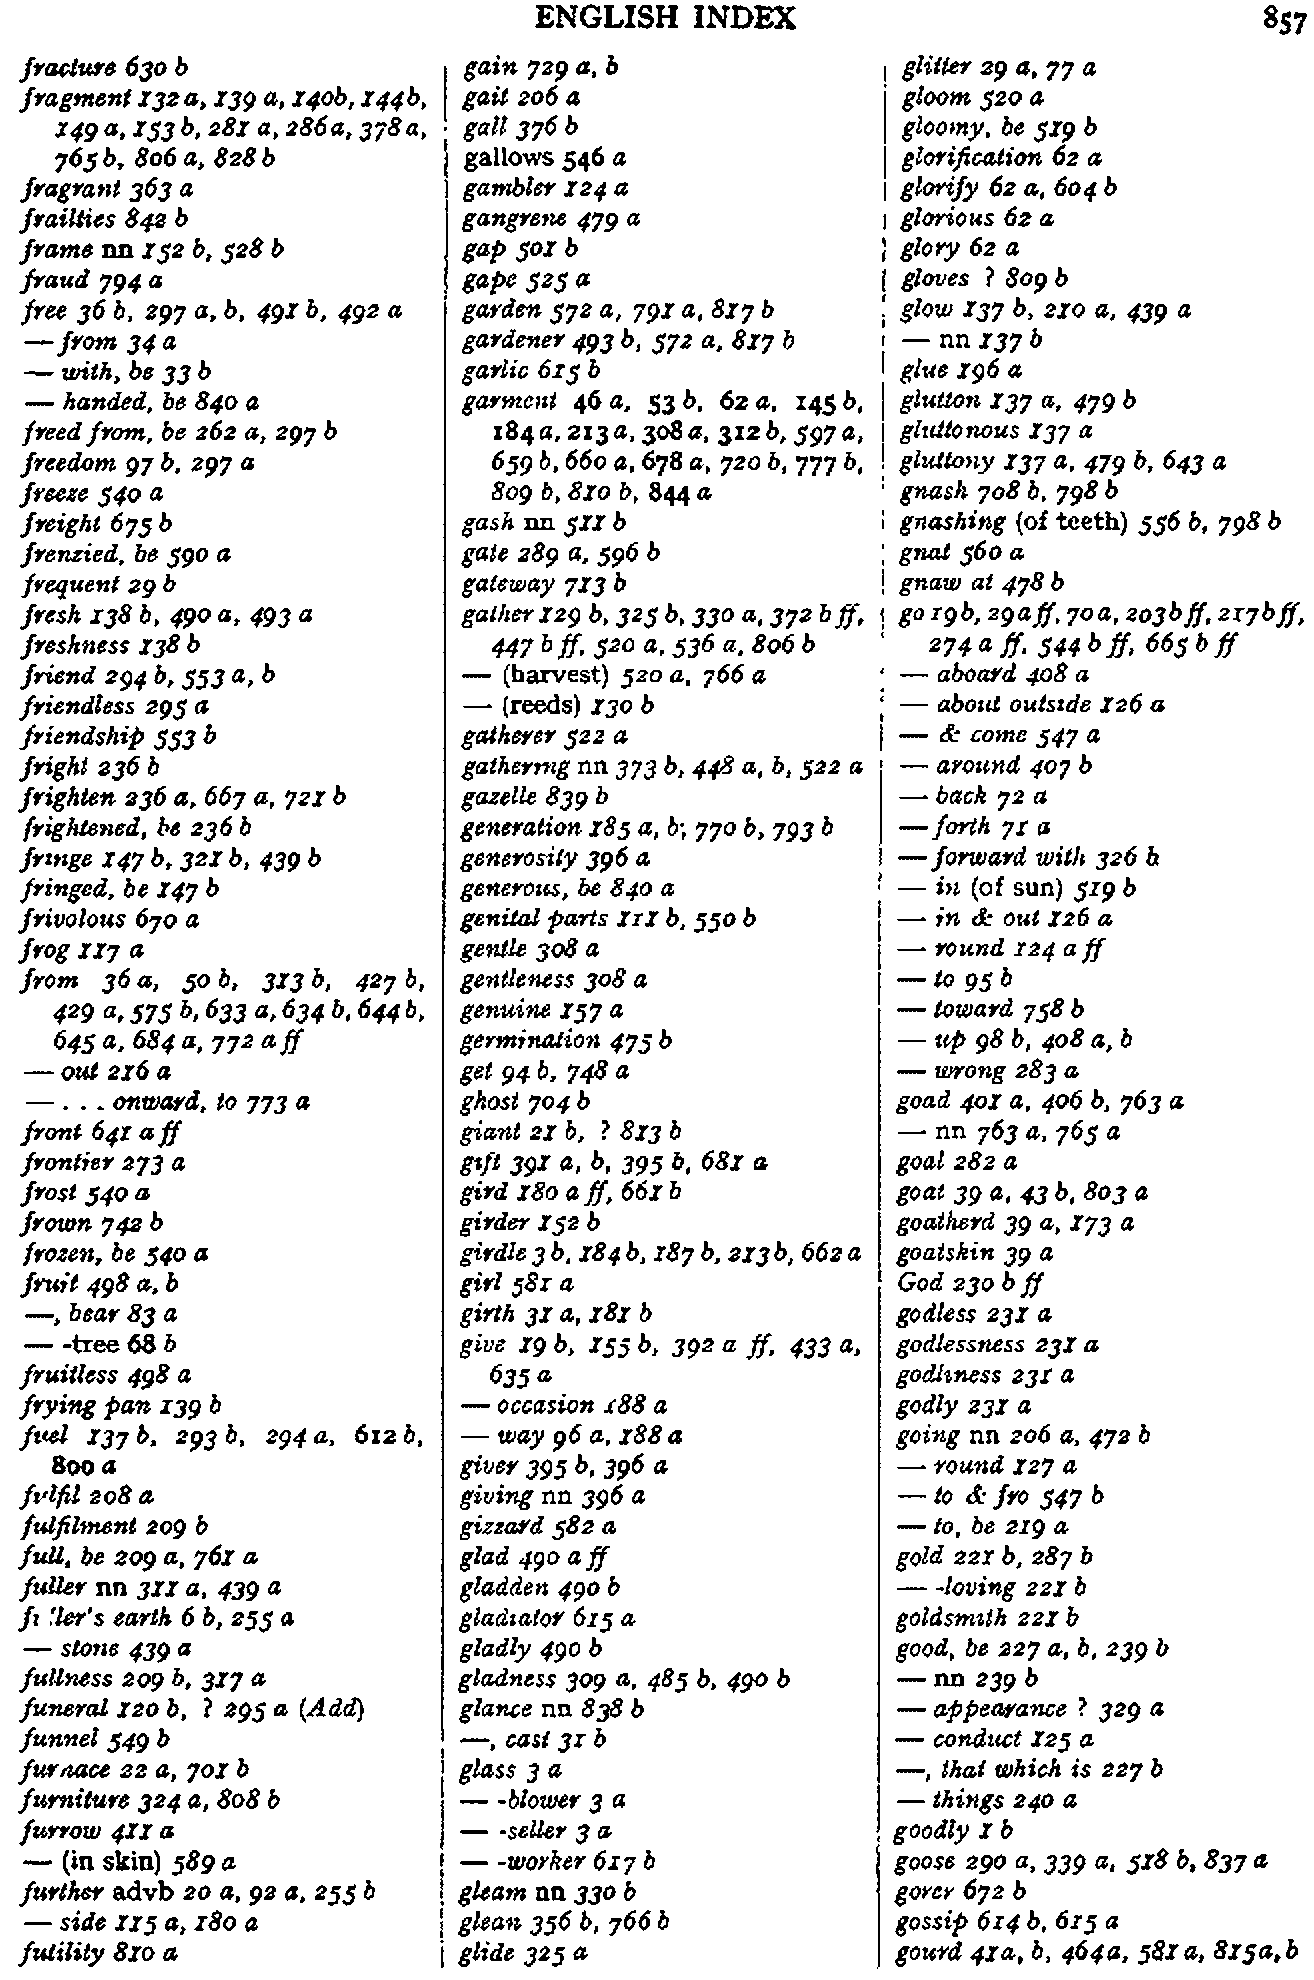 ENGLISH INDEX 857
fracture 630 b
fragment 132 a, 139 a, 140b, 144b,
149 a, 153 b, 281 a, 286a, 378a,
765b, 806 a, 828 b
fragrant 363 a
frailties 842 b
frame nn 152 b, 528 b
fraud 794 a
free 36 b, 297 a, b, 491 b, 492 a
— from 34 a
— with, be 33 b
— handed, be 840 a
freed from, be 262 a, 297 b
freedom 97 b, 297 a
freeze 540 a
freight 675 b
frenzied, be 590 a
frequent 29 b
fresh 138 b, 490 a, 493 a
freshness 138 b
friend 294 b, 553 a, b
friendless 295 a
friendship 553 b
fright 236 b
frighten 236 a, 667 a, 721 b
frightened, be 236 b
fringe 147 b, 321 b, 439 b
fringed, be 147 b
frivolous 670 a
frog 117 a
from 36 a, 50 b, 313 b, 427 b,
429 a, 575 b, 633 a, 634 b, 644 b,
645 a, 684 a, 772 a ff
— out 216 a
— . . . onward, to 773 a
front 641 a ff
frontier 273 a
frost 540 a
frown 742 b
frozen, be 540 a
fruit 498 a, b
—, bear 83 a
— -tree 68 b
fruitless 498 a
frying pan 139 b
fuel 137 b, 293 b, 294 a, 612 b,
800 a
fulfil 208 a
fulfilment 209 b
full, be 209 a, 761 a
fuller nn 311 a, 439 a
fuller's earth 6 b, 255 a
— stone 439 a
fullness 209 b, 317 a
funeral 120 b, ? 295 a (Add)
funnel 549 b
furnace 22 a, 701 b
furniture 324 a, 808 b
furrow 411 a
— (in skin) 589 a
further advb 20 a, 92 a, 255 b
— side 115 a, 180 a
futility 810 a
gain 729 a, b
gait 206 a
gall 376 b
gallows 546 a
gambler 124 a
gangrene 479 a
gap 501 b
gape 525 a
garden 572 a, 791 a, 817 b
gardener 493 b, 572 a, 817 b
garlic 615 b
garment 46 a, 53 b, 62 a, 145 b,
184 a, 213 a, 308 a, 312 b, 597 a,
659 b, 660 a, 678 a, 720 b, 777 b,
809 b, 810 b, 844 a
gash nn 511 b
gate 289 a, 596 b
gateway 713 b
gather 129 b, 325 b, 330 a, 372 b ff,
447 b ff, 520 a, 536 a, 806 b
— (harvest) 520 a, 766 a
— (reeds) 130 b
gatherer 522 a
gathering nn 373 b, 448 a, b, 522 a
gazelle 839 b
generation 185 a, b; 770 b, 793 b
generosity 396 a
generous, be 840 a
genital parts 111 b, 550 b
gentle 308 a
gentleness 308 a
genuine 157 a
germination 475 b
get 94 b, 748 a
ghost 704 b
giant 21 b, ? 813 b
gift 391 a, b, 395 b, 681 a
gird 180 a ff, 661 b
girder 152 b
girdle 3 b, 184 b, 187 b, 213 b, 662 a
girl 581 a
girth 31 a, 181 b
give 19 b, 155 b, 392 a ff, 433 a,
635 a
— occasion 188 a
— way 96 a, 188 a
giver 395 b, 396 a
giving nn 396 a
gizzard 582 a
glad 490 a ff
gladden 490 b
gladiator 615 a
gladly 490 b
gladness 309 a, 485 b, 490 b
glance nn 838 b
—, cast 31 b
glass 3 a
— -blower 3 a
— -seller 3 a
— -worker 617 b
gleam nn 330 b
glean 356 b, 766 b
glide 325 a
glitter 29 a, 77 a
gloom 520 a
gloomy, be 519 b
glorification 62 a
glorify 62 a, 604 b
glorious 62 a
glory 62 a
gloves ? 809 b
glow 137 b, 210 a, 439 a
— nn 137 b
glue 196 a
glutton 137 a, 479 b
gluttonous 137 a
gluttony 137 a, 479 b, 643 a
gnash 708 b, 798 b
gnashing (of teeth) 556 b, 798 b
gnat 560 a
gnaw at 478 b
go 19b, 29a ff, 70 a, 203b ff, 217b ff,
274 a ff, 544 b ff, 665 b ff
— aboard 408 a
— about outside 126 a
— & come 547 a
— around 407 b
— back 72 a
— forth 71 a
— forward with 326 b
— in (of sun) 519 b
— in & out 126 a
— round 124 a ff
— to 95 b
— toward 758 b
— up 98 b, 408 a, b
— wrong 283 a
goad 401 a, 406 b, 763 a
— nn 763 a, 765 a
goal 282 a
goat 39 a, 43 b, 803 a
goatherd 39 a, 173 a
goatskin 39 a
God 230 b ff
godless 231 a
godlessness 231 a
godliness 231 a
godly 231 a
going nn 206 a, 472 b
— round 127 a
— to & fro 547 b
— to, be 219 a
gold 221 b, 287 b
— -loving 221 b
goldsmith 221 b
good, be 227 a, b, 239 b
— nn 239 b
— appearance ? 329 a
— conduct 125 a
—, that which is 227 b
— things 240 a
goodly 1 b
goose 290 a, 339 a, 518 b, 837 a
gorer 672 b
gossip 614 b, 615 a
gourd 41a, b, 464a, 581 a, 815a, b